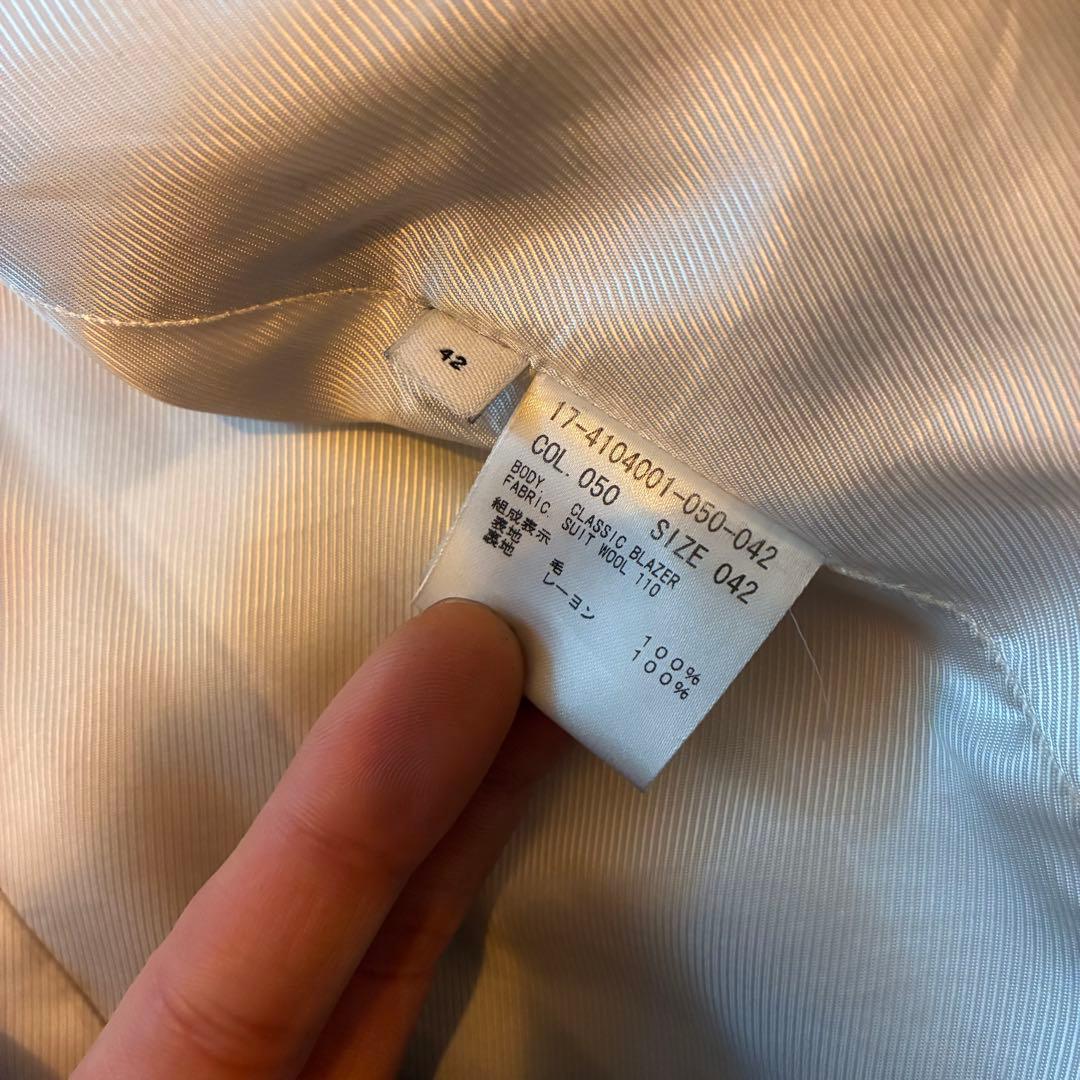 42
17-4104001-050-042
COL. 050 SIZE 042
BODY CLASSIC BLAZER
FABRIC. SUIT WOOL 110
組成表示
表地 毛 100%
裏地 レーヨン 100%